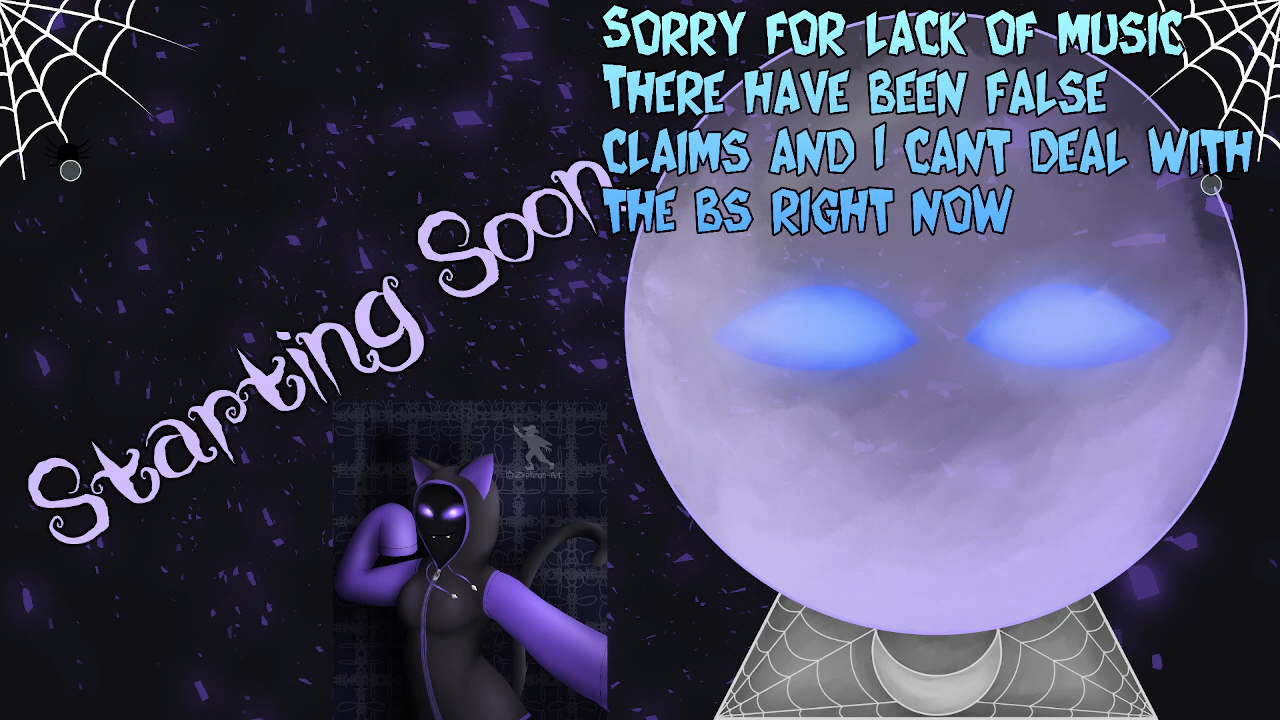 Sorry for lack of music
There have been false
claims and I cant deal with
the BS right now
Starting Soon